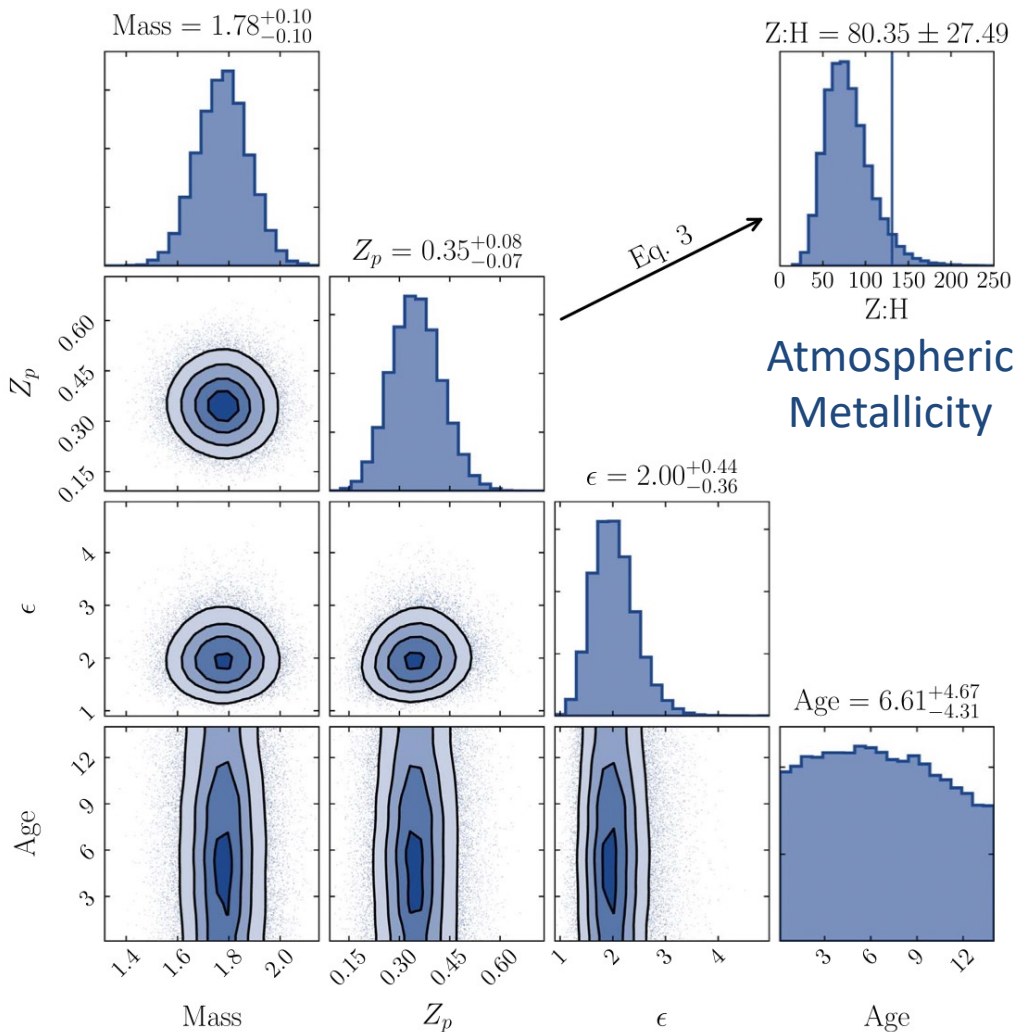 Mass = 1.78^{+0.10}_{-0.10}
Z:H = 80.35 ± 27.49
Z_p = 0.35^{+0.08}_{-0.07}
Eq. 3
0 50 100 150 200 250
Z:H
Atmospheric
Metallicity
Z_p
0.60
0.45
0.30
0.15
ϵ = 2.00^{+0.44}_{-0.36}
ϵ
4
3
2
1
Age = 6.61^{+4.67}_{-4.31}
Age
12
9
6
3
1.4 1.6 1.8 2.0
0.15 0.30 0.45 0.60
1 2 3 4
3 6 9 12
Mass
Z_p
ϵ
Age